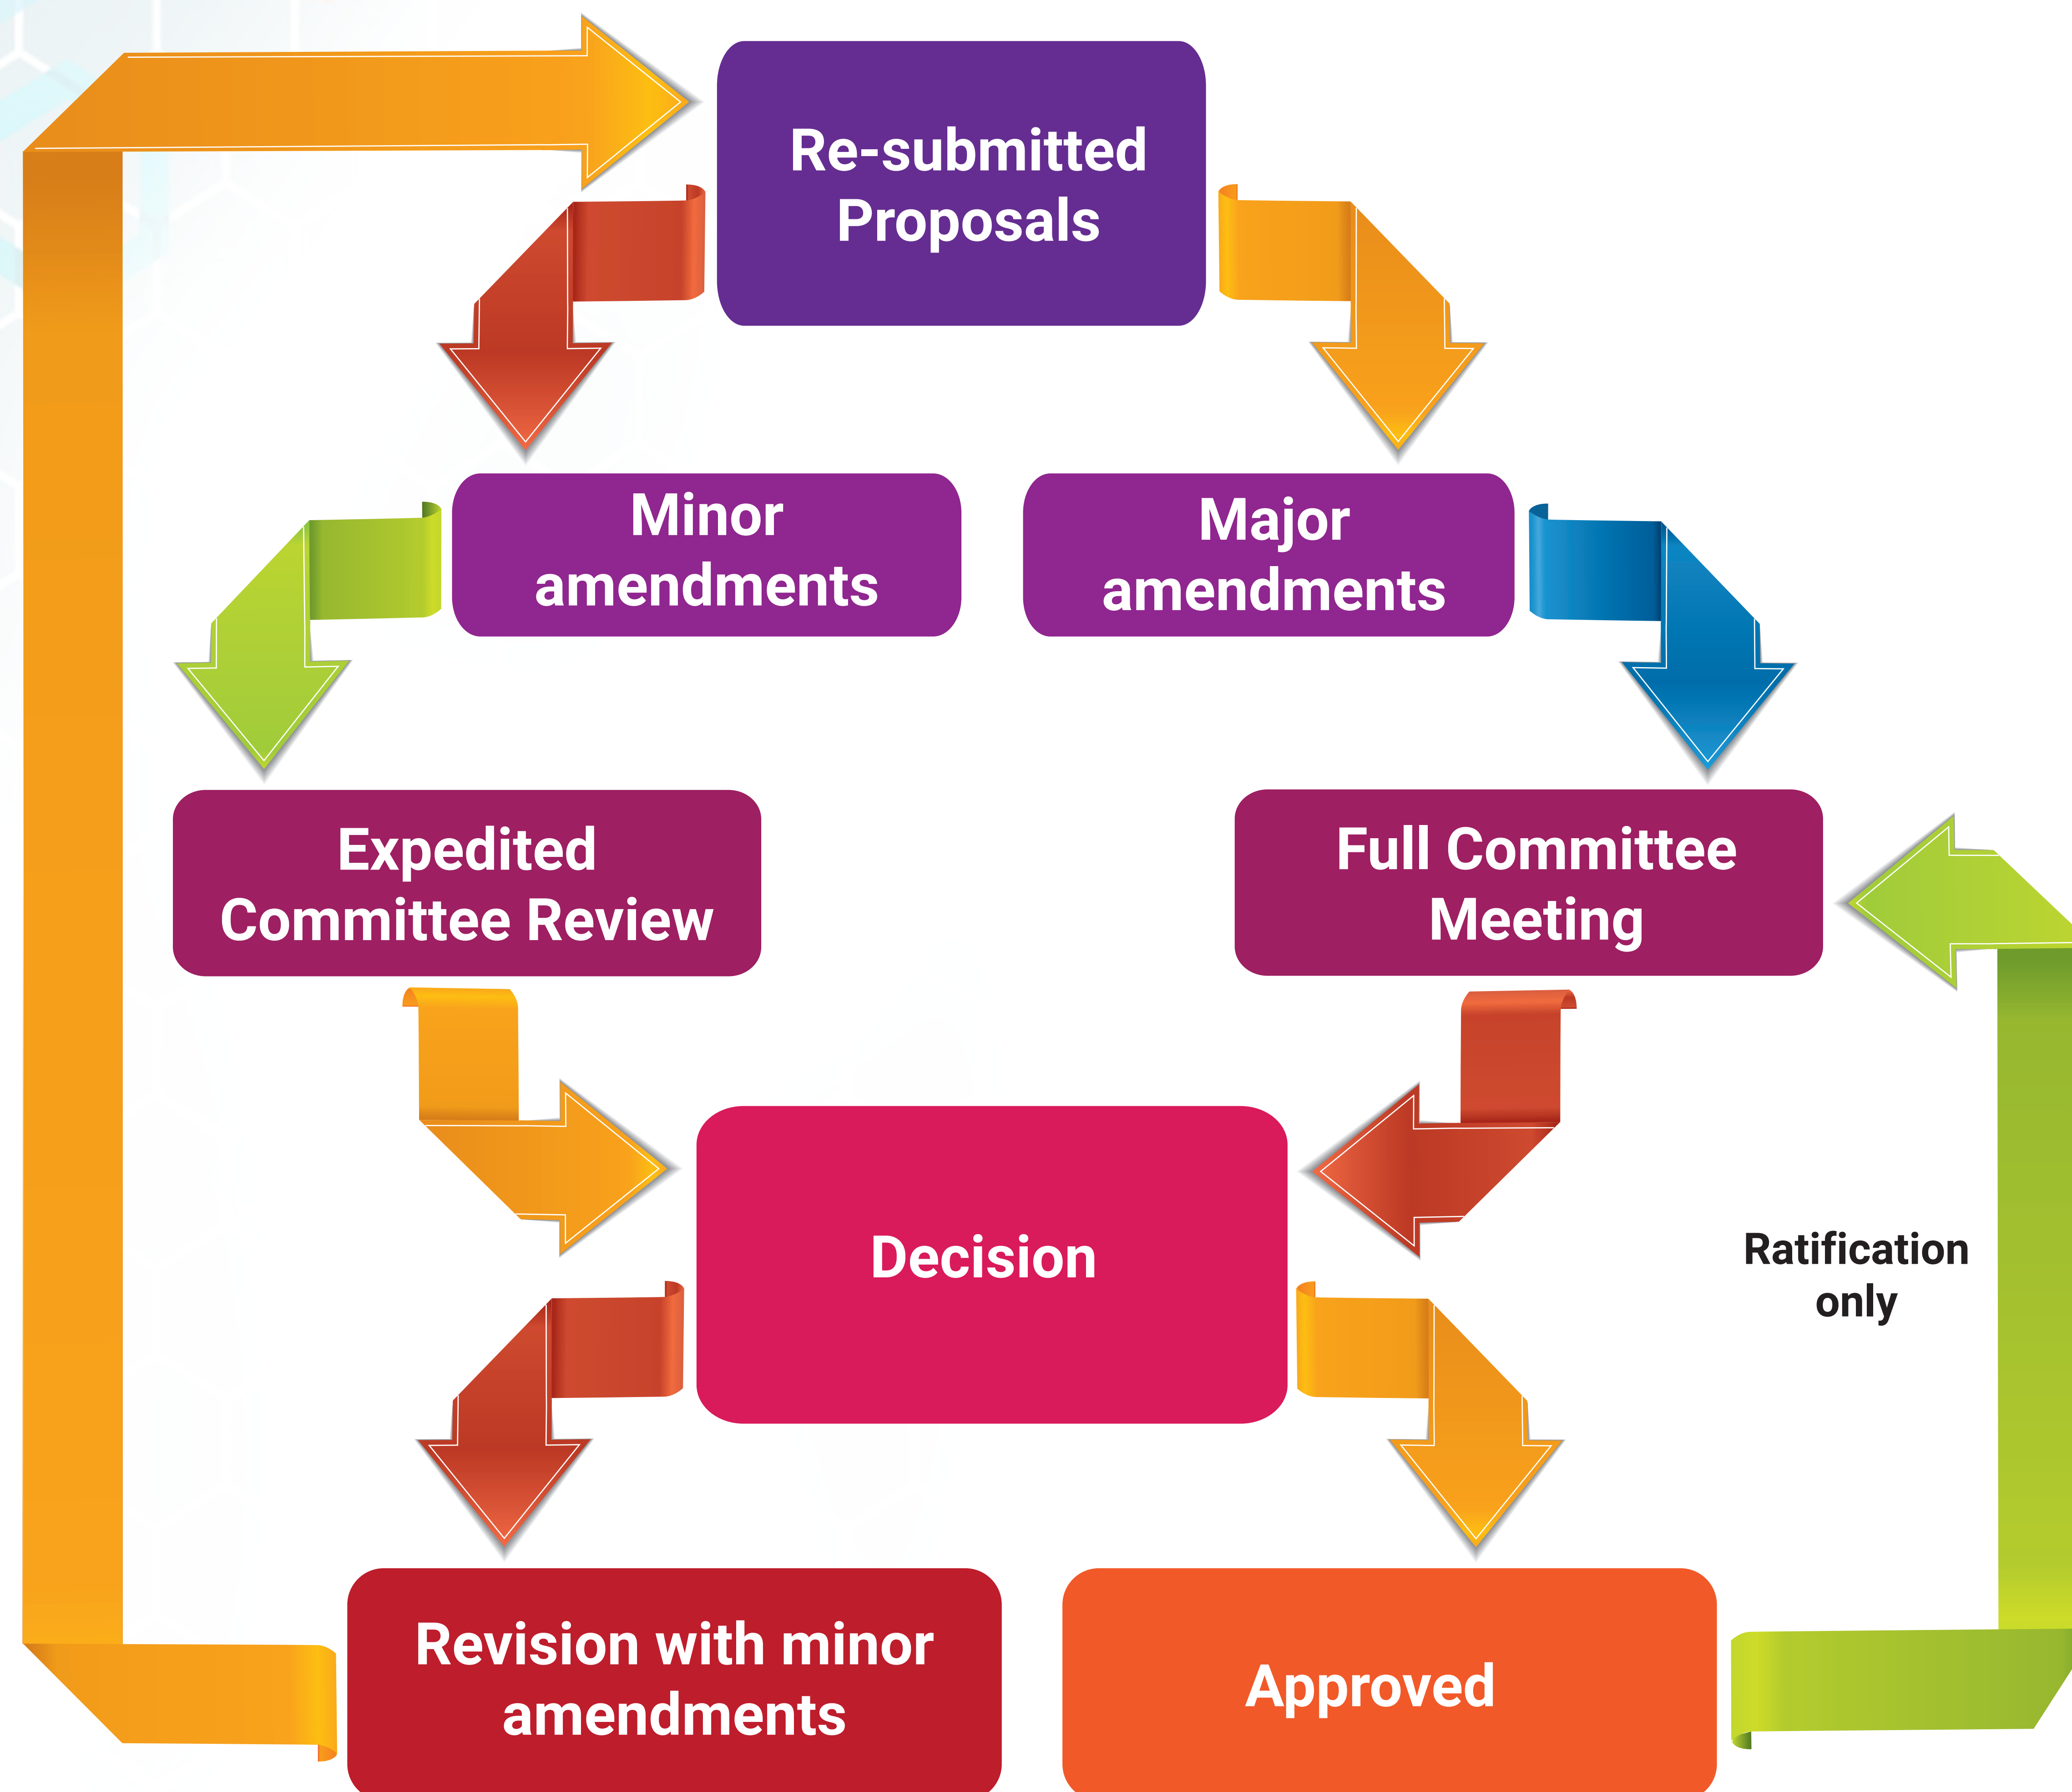 Re-submitted
Proposals
Minor
amendments
Major
amendments
Expedited
Committee Review
Full Committee
Meeting
Decision
Ratification
only
Revision with minor
amendments
Approved